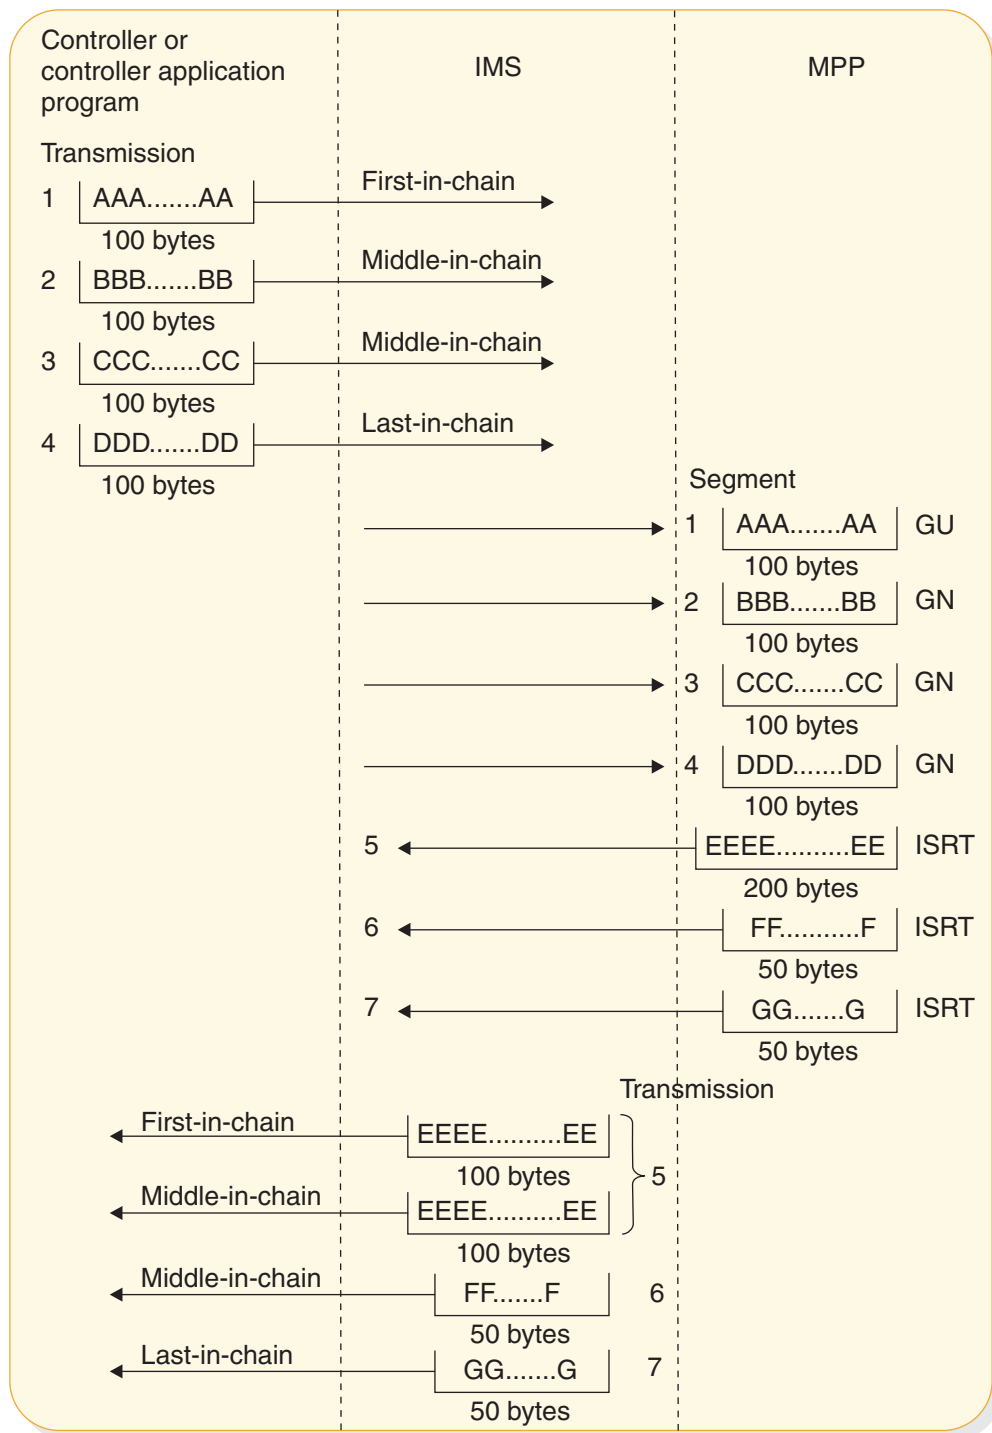 Controller or
controller application
program
IMS
MPP
Transmission
1 AAA.......AA First-in-chain
100 bytes
2 BBB.......BB Middle-in-chain
100 bytes
3 CCC.......CC Middle-in-chain
100 bytes
4 DDD.......DD Last-in-chain
100 bytes
Segment
1 AAA.......AA GU
100 bytes
2 BBB.......BB GN
100 bytes
3 CCC.......CC GN
100 bytes
4 DDD.......DD GN
100 bytes
5 EEEE..........EE ISRT
200 bytes
6 FF...........F ISRT
50 bytes
7 GG.......G ISRT
50 bytes
Transmission
First-in-chain EEEE..........EE
100 bytes
5
Middle-in-chain EEEE..........EE
100 bytes
Middle-in-chain FF.......F 6
50 bytes
Last-in-chain GG.......G 7
50 bytes